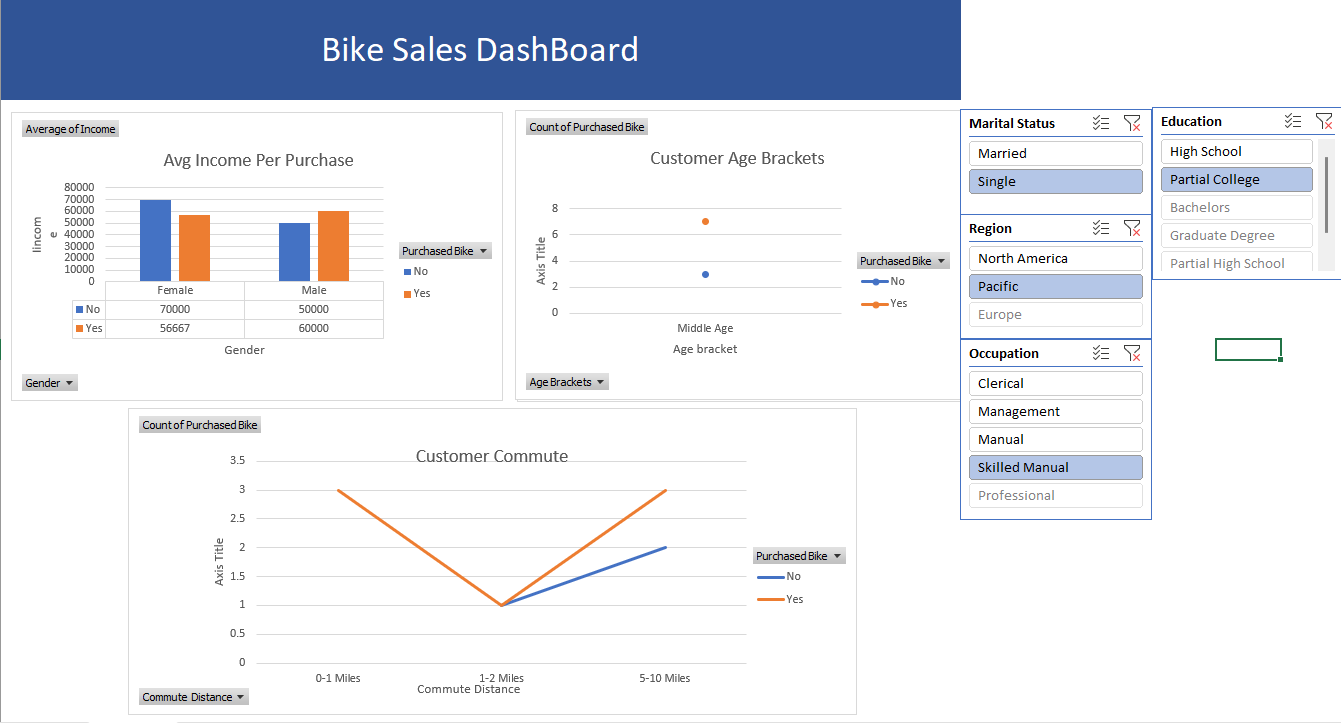 Bike Sales DashBoard
Average of Income
Avg Income Per Purchase
80000
70000
60000
50000
40000
30000
20000
10000
0
Iincom
e
Female Male
No 70000 50000
Yes 56667 60000
Gender
Purchased Bike
No
Yes
Gender
Count of Purchased Bike
Customer Age Brackets
8
6
4
2
0
Axis Title
Middle Age
Age bracket
Purchased Bike
No
Yes
Age Brackets
Marital Status
Married
Single
Education
High School
Partial College
Bachelors
Graduate Degree
Partial High School
Region
North America
Pacific
Europe
Occupation
Clerical
Management
Manual
Skilled Manual
Professional
Count of Purchased Bike
Customer Commute
3.5
3
2.5
2
1.5
1
0.5
0
Axis Title
0-1 Miles 1-2 Miles 5-10 Miles
Commute Distance
Purchased Bike
No
Yes
Commute Distance